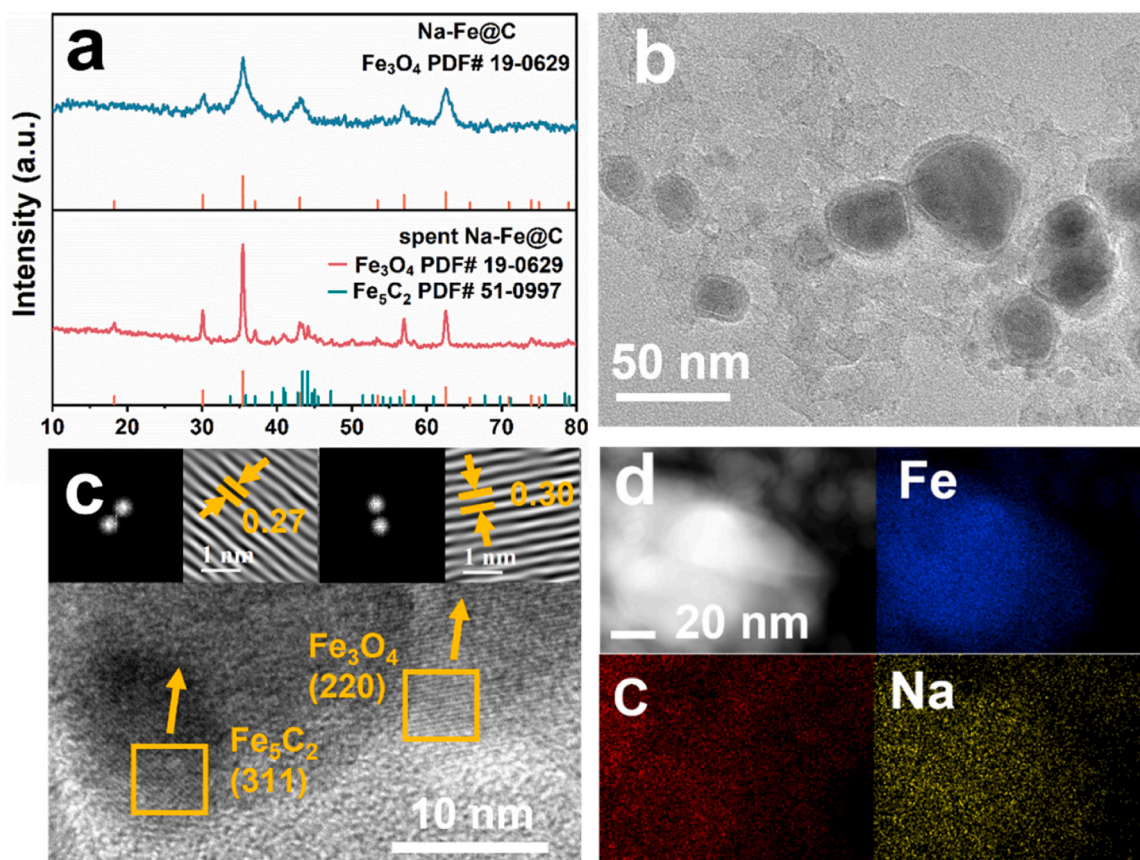 a
Na-Fe@C
Fe₃O₄ PDF# 19-0629
spent Na-Fe@C
Fe₃O₄ PDF# 19-0629
Fe₅C₂ PDF# 51-0997
Intensity (a.u.)
10 20 30 40 50 60 70 80
b
50 nm
c
0.27
1 nm
0.30
1 nm
Fe₃O₄
(220)
Fe₅C₂
(311)
10 nm
d
20 nm
Fe
C
Na